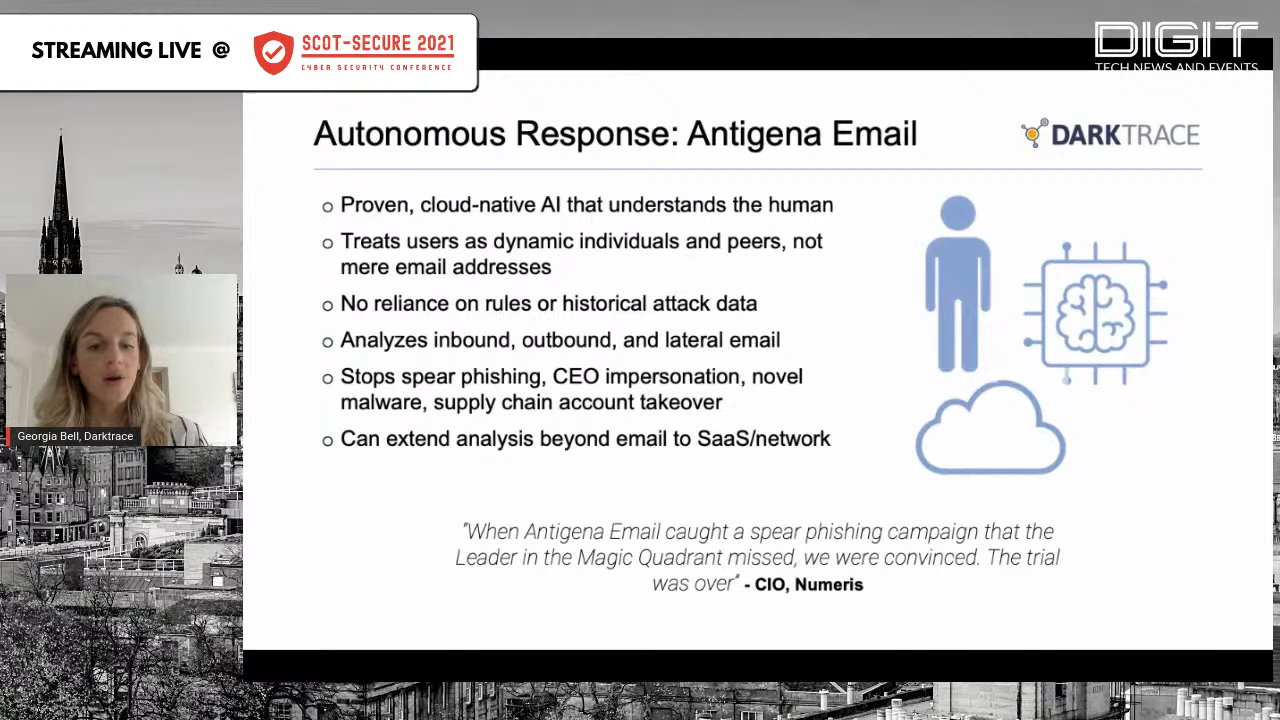 STREAMING LIVE @
SCOT-SECURE 2021
CYBER SECURITY CONFERENCE
DIGIT
TECH NEWS AND EVENTS
Autonomous Response: Antigena Email
DARKTRACE
Proven, cloud-native AI that understands the human
Treats users as dynamic individuals and peers, not
mere email addresses
No reliance on rules or historical attack data
Analyzes inbound, outbound, and lateral email
Stops spear phishing, CEO impersonation, novel
malware, supply chain account takeover
Can extend analysis beyond email to SaaS/network
Georgia Bell, Darktrace
"When Antigena Email caught a spear phishing campaign that the
Leader in the Magic Quadrant missed, we were convinced. The trial
was over" - CIO, Numeris